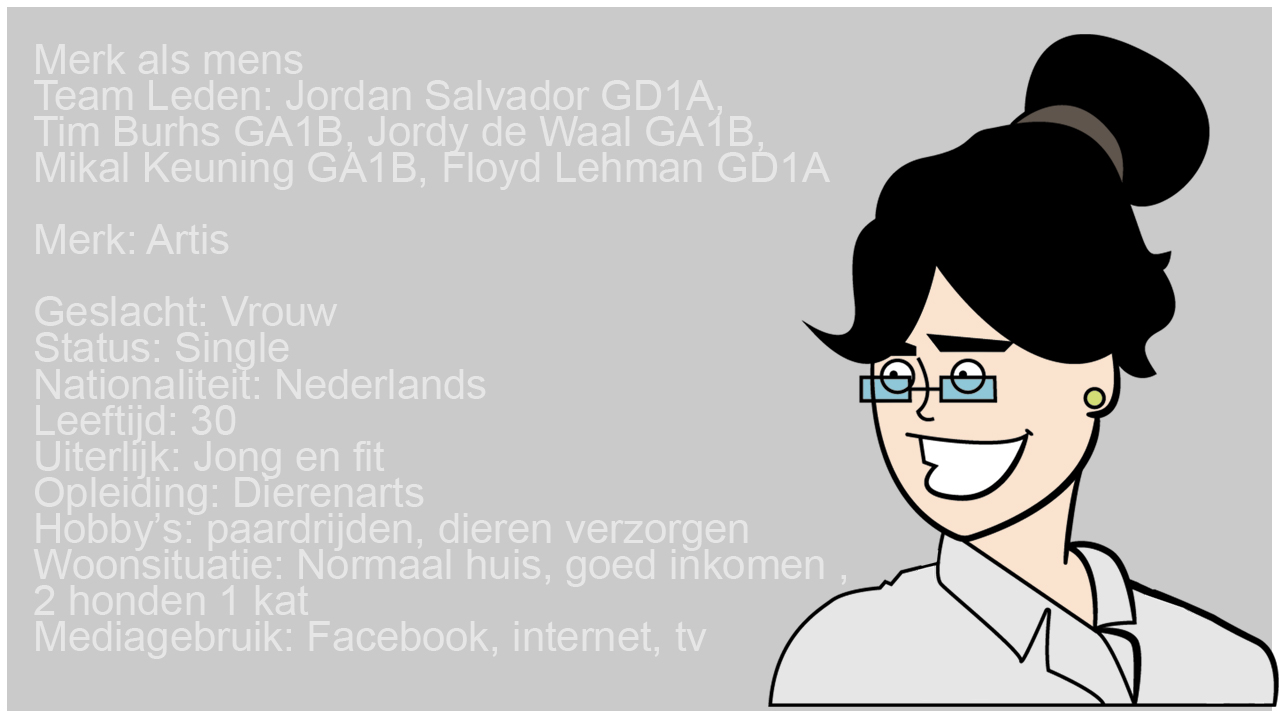 Merk als mens
Team Leden: Jordan Salvador GD1A,
Tim Burhs GA1B, Jordy de Waal GA1B,
Mikal Keuning GA1B, Floyd Lehman GD1A
Merk: Artis
Geslacht: Vrouw
Status: Single
Nationaliteit: Nederlands
Leeftijd: 30
Uiterlijk: Jong en fit
Opleiding: Dierenarts
Hobby’s: paardrijden, dieren verzorgen
Woonsituatie: Normaal huis, goed inkomen ,
2 honden 1 kat
Mediagebruik: Facebook, internet, tv